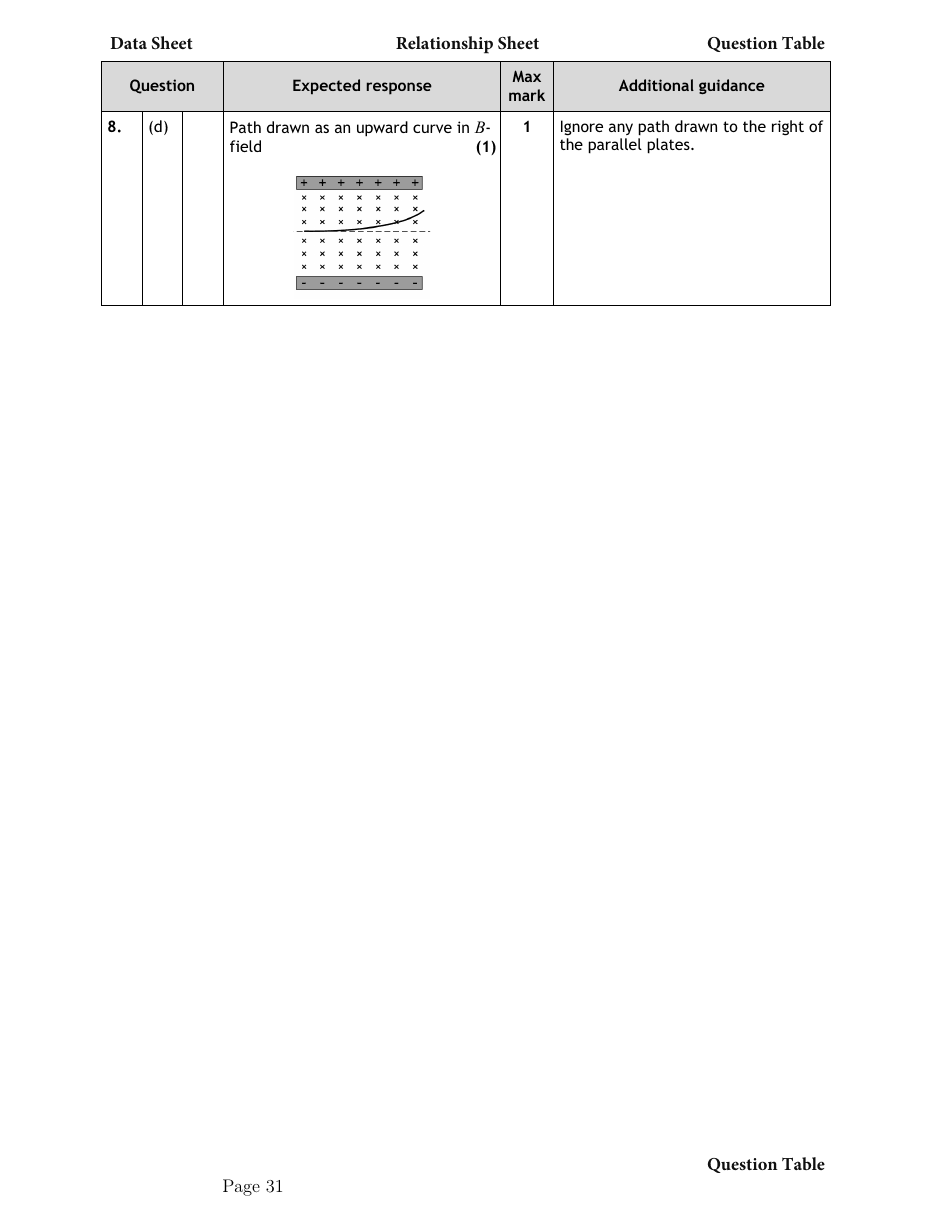 Data Sheet Relationship Sheet Question Table
Question Expected response Max mark Additional guidance
8. (d) Path drawn as an upward curve in B-
field (1)
1
Ignore any path drawn to the right of
the parallel plates.
+ + + + + + +
× × × × × × ×
× × × × × × ×
× × × × × × ×
× × × × × × ×
× × × × × × ×
× × × × × × ×
- - - - - - -
Question Table
Page 31